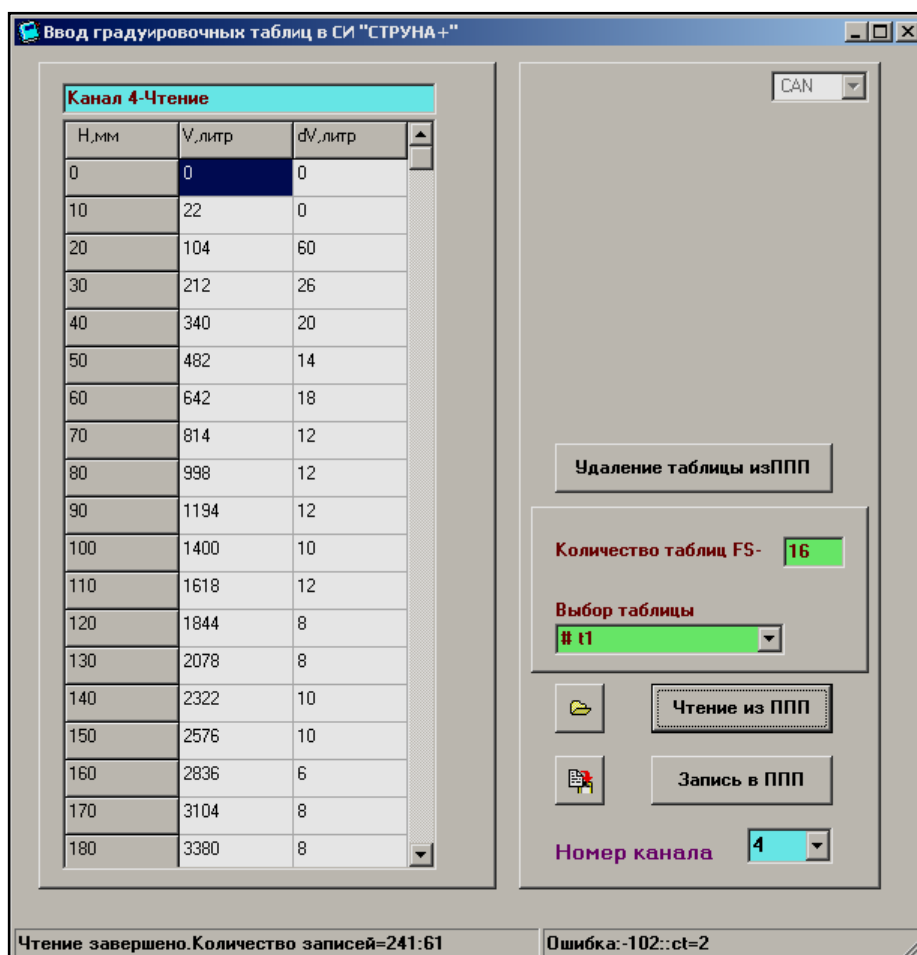 Ввод градуировочных таблиц в СИ "СТРУНА+"
Канал 4-Чтение
H,мм V,литр dV,литр
0 0 0
10 22 0
20 104 60
30 212 26
40 340 20
50 482 14
60 642 18
70 814 12
80 998 12
90 1194 12
100 1400 10
110 1618 12
120 1844 8
130 2078 8
140 2322 10
150 2576 10
160 2836 6
170 3104 8
180 3380 8
CAN
Удаление таблицы изППП
Количество таблиц FS- 16
Выбор таблицы
# t1
Чтение из ППП
Запись в ППП
Номер канала 4
Чтение завершено.Количество записей=241:61
Ошибка:-102::ct=2